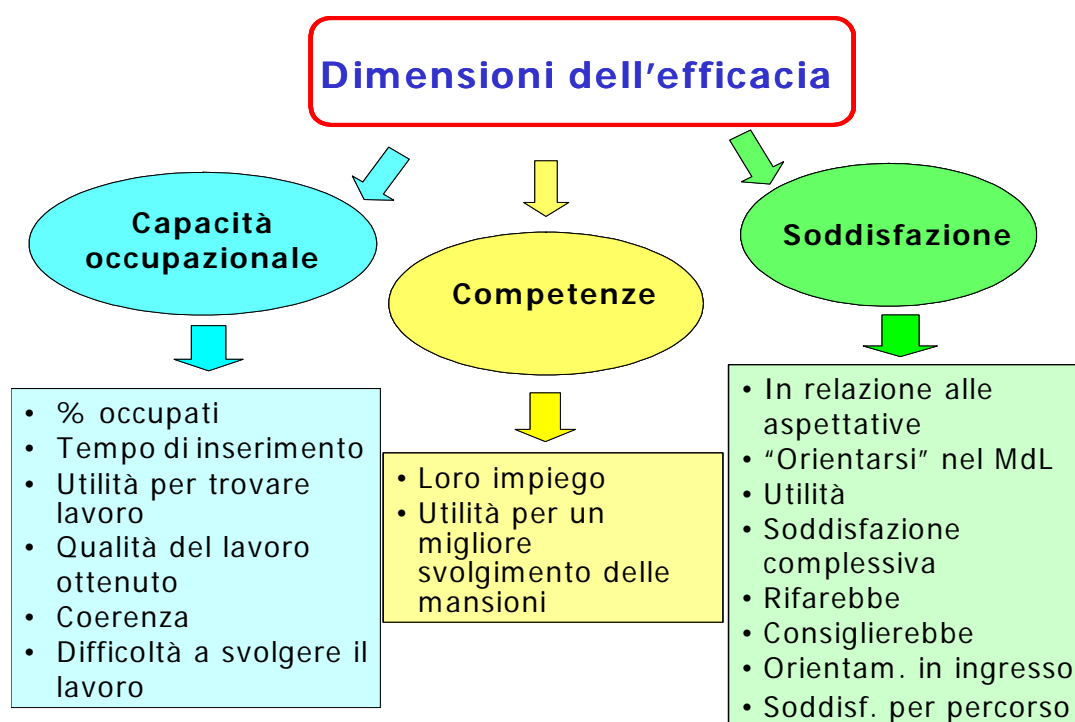 Dimensioni dell'efficacia
Capacità
occupazionale
Competenze
Soddisfazione
• % occupati
• Tempo di inserimento
• Utilità per trovare
lavoro
• Qualità del lavoro
ottenuto
• Coerenza
• Difficoltà a svolgere il
lavoro
• Loro impiego
• Utilità per un
migliore
svolgimento delle
mansioni
• In relazione alle
aspettative
• “Orientarsi” nel MdL
• Utilità
• Soddisfazione
complessiva
• Rifarebbe
• Consiglierebbe
• Orientam. in ingresso
• Soddisf. per percorso